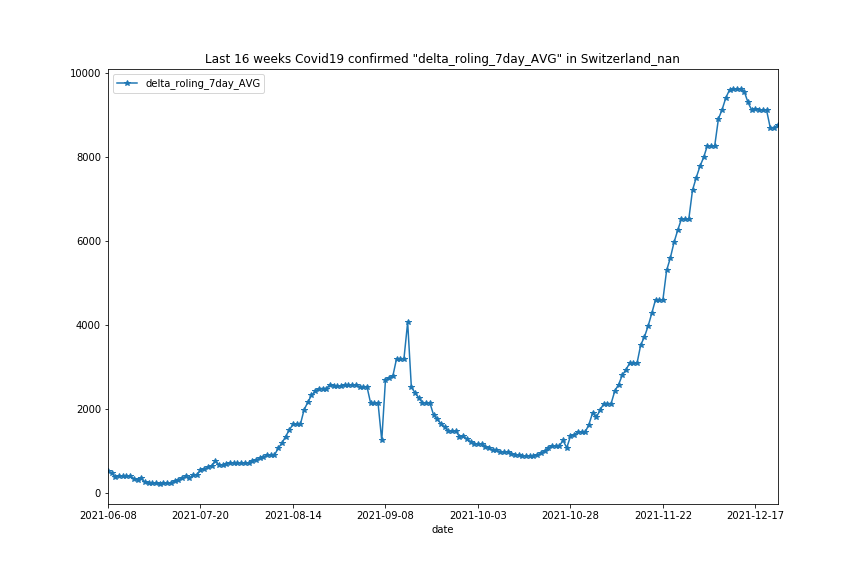 Last 16 weeks Covid19 confirmed "delta_roling_7day_AVG" in Switzerland_nan
delta_roling_7day_AVG
10000
8000
6000
4000
2000
0
2021-06-08 2021-07-20 2021-08-14 2021-09-08 2021-10-03 2021-10-28 2021-11-22 2021-12-17
date